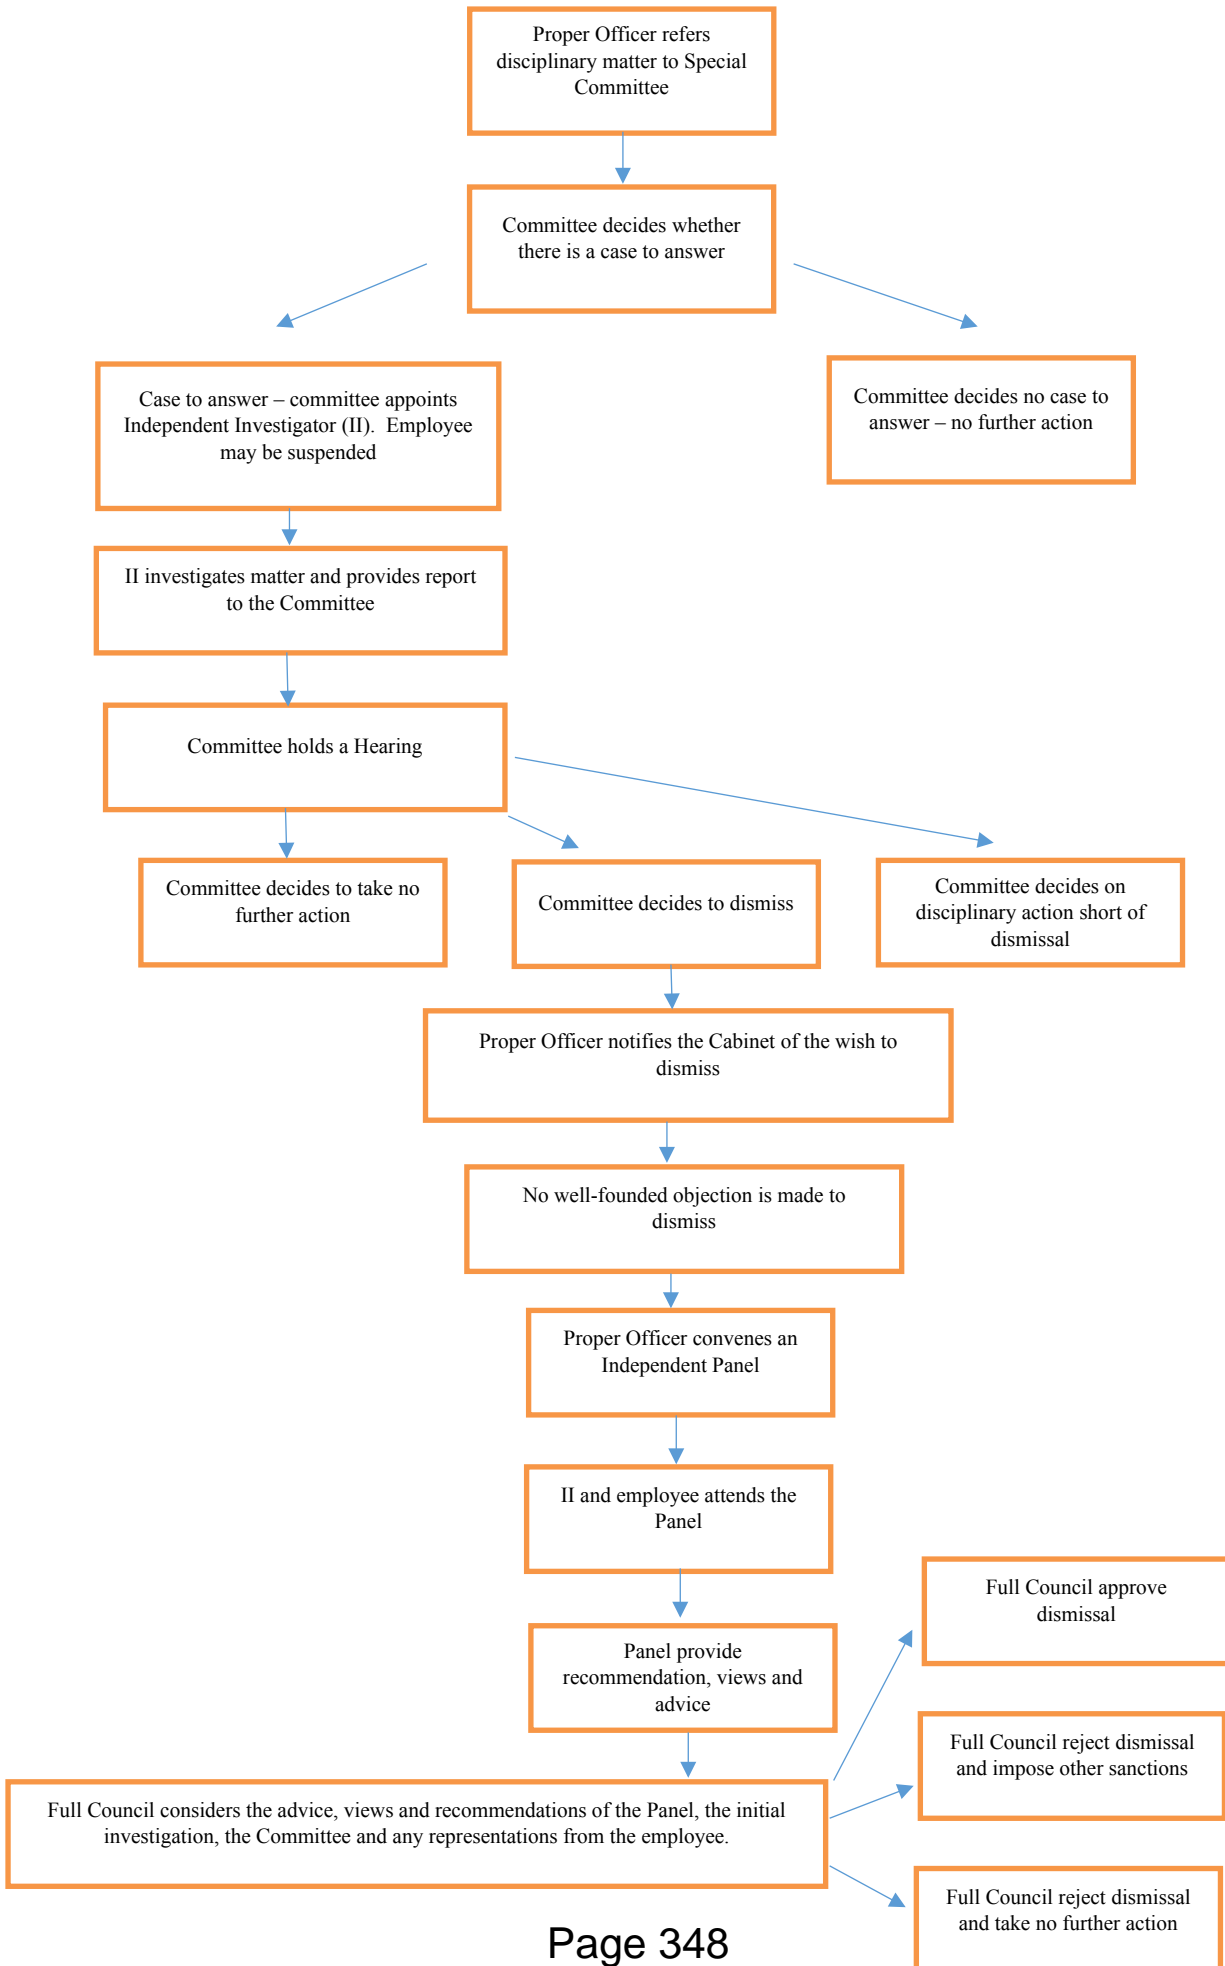 Proper Officer refers
disciplinary matter to Special
Committee
Committee decides whether
there is a case to answer
Case to answer – committee appoints
Independent Investigator (II).  Employee
may be suspended
Committee decides no case to
answer – no further action
II investigates matter and provides report
to the Committee
Committee holds a Hearing
Committee decides to take no
further action
Committee decides to dismiss
Committee decides on
disciplinary action short of
dismissal
Proper Officer notifies the Cabinet of the wish to
dismiss
No well-founded objection is made to
dismiss
Proper Officer convenes an
Independent Panel
II and employee attends the
Panel
Panel provide
recommendation, views and
advice
Full Council considers the advice, views and recommendations of the Panel, the initial
investigation, the Committee and any representations from the employee.
Full Council approve
dismissal
Full Council reject dismissal
and impose other sanctions
Full Council reject dismissal
and take no further action
Page 348